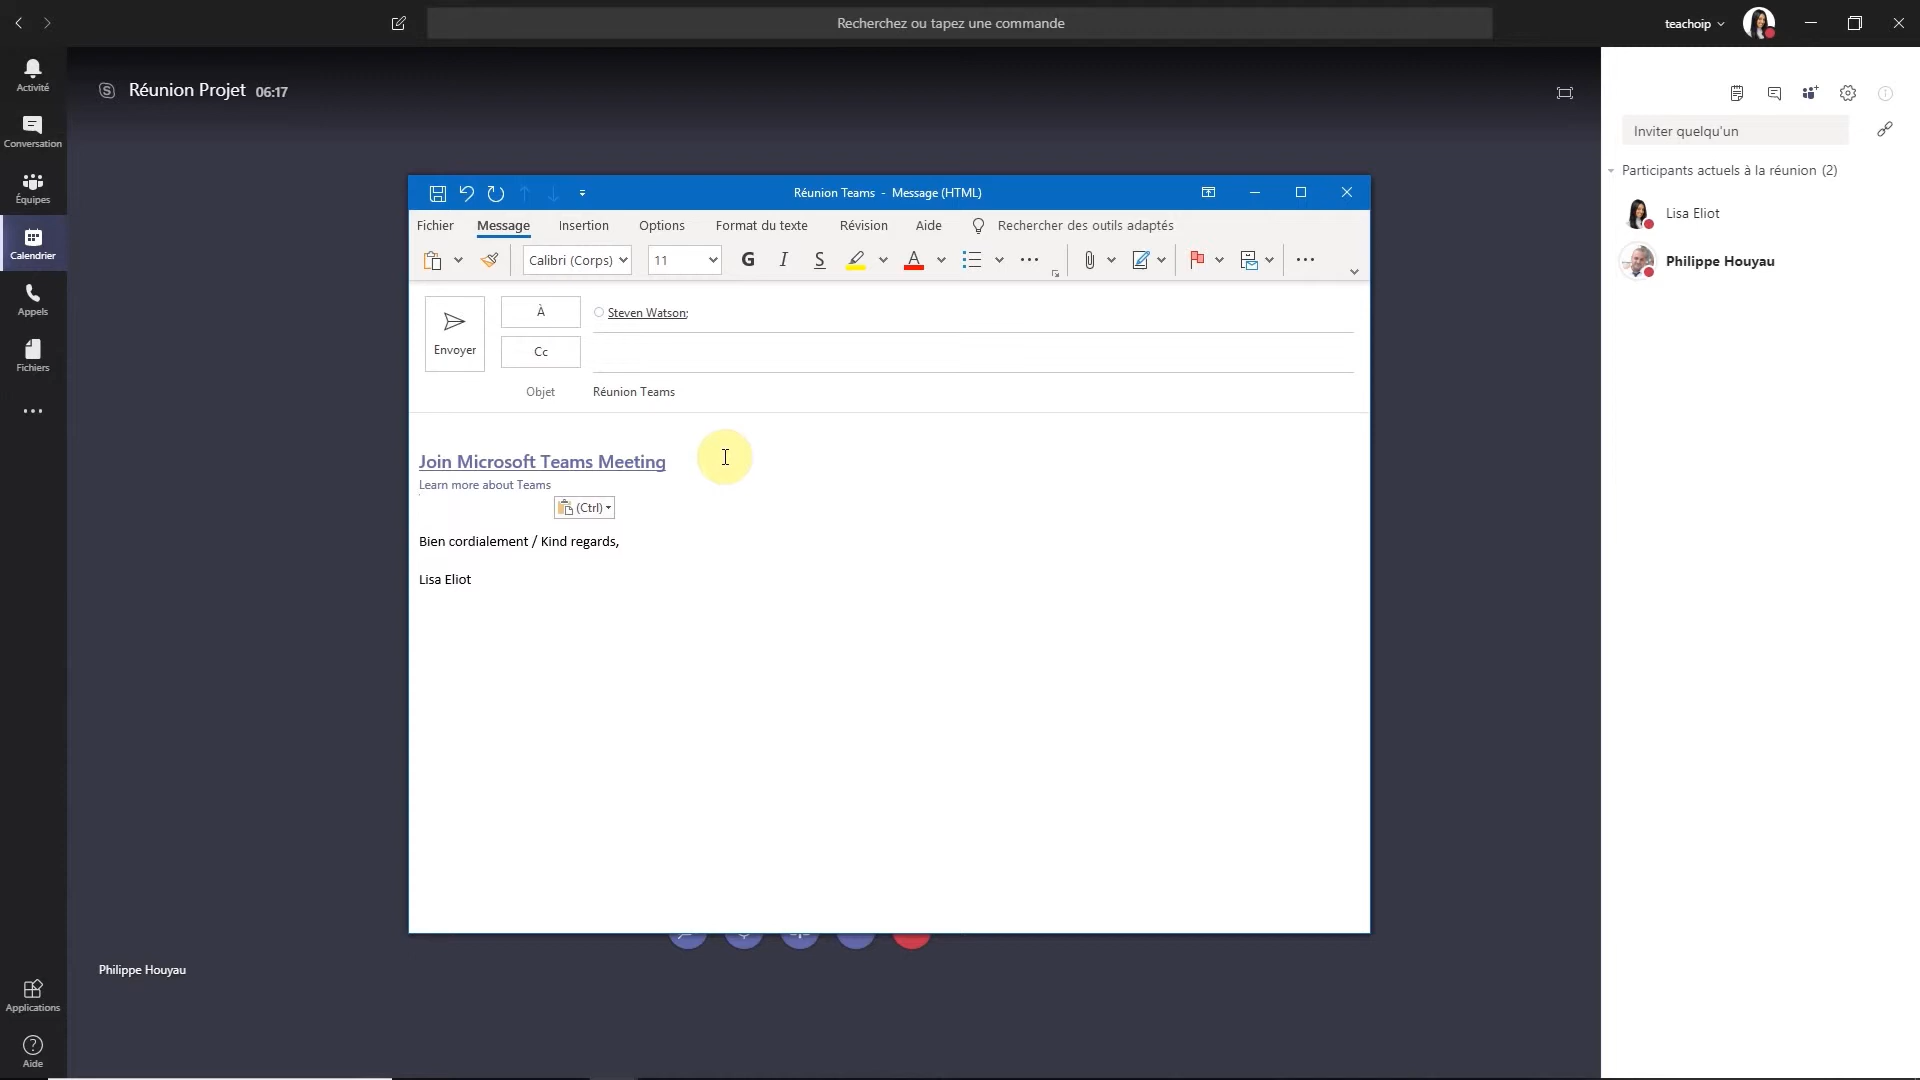 Recherchez ou tapez une commande
teachoip
Activité
Conversation
Équipes
Calendrier
Appels
Fichiers
Applications
Aide
Réunion Projet 06:17
Réunion Teams - Message (HTML)
Fichier Message Insertion Options Format du texte Révision Aide Rechercher des outils adaptés
Calibri (Corps) 11 G I S A
Envoyer
À Steven Watson;
Cc
Objet Réunion Teams
Join Microsoft Teams Meeting
Learn more about Teams
(Ctrl)
Bien cordialement / Kind regards,
Lisa Eliot
Philippe Houyau
Inviter quelqu'un
Participants actuels à la réunion (2)
Lisa Eliot
Philippe Houyau